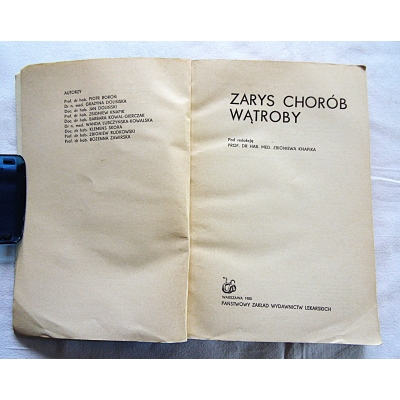 AUTORZY
Prof. dr hab. PIOTR BOROŃ
Dr n. med. GRAŻYNA DOLIŃSKA
Doc. dr hab. JAN DOLIŃSKI
Prof. dr hab. ZBIGNIEW KNAPIK
Doc. dr hab. BARBARA KOWAL-GIERCZAK
Dr n. med. WANDA LUBCZYŃSKA-KOWALSKA
Doc. dr hab. KLEMENS SKÓRA
Prof. dr hab. ZBIGNIEW RUDKOWSKI
Prof. dr hab. BOŻENNA ZAWIRSKA
ZARYS CHORÓB
WĄTROBY
Pod redakcją
PROF. DR HAB. MED. ZBIGNIEWA KNAPIKA
WARSZAWA 1980
PAŃSTWOWY ZAKŁAD WYDAWNICTW LEKARSKICH